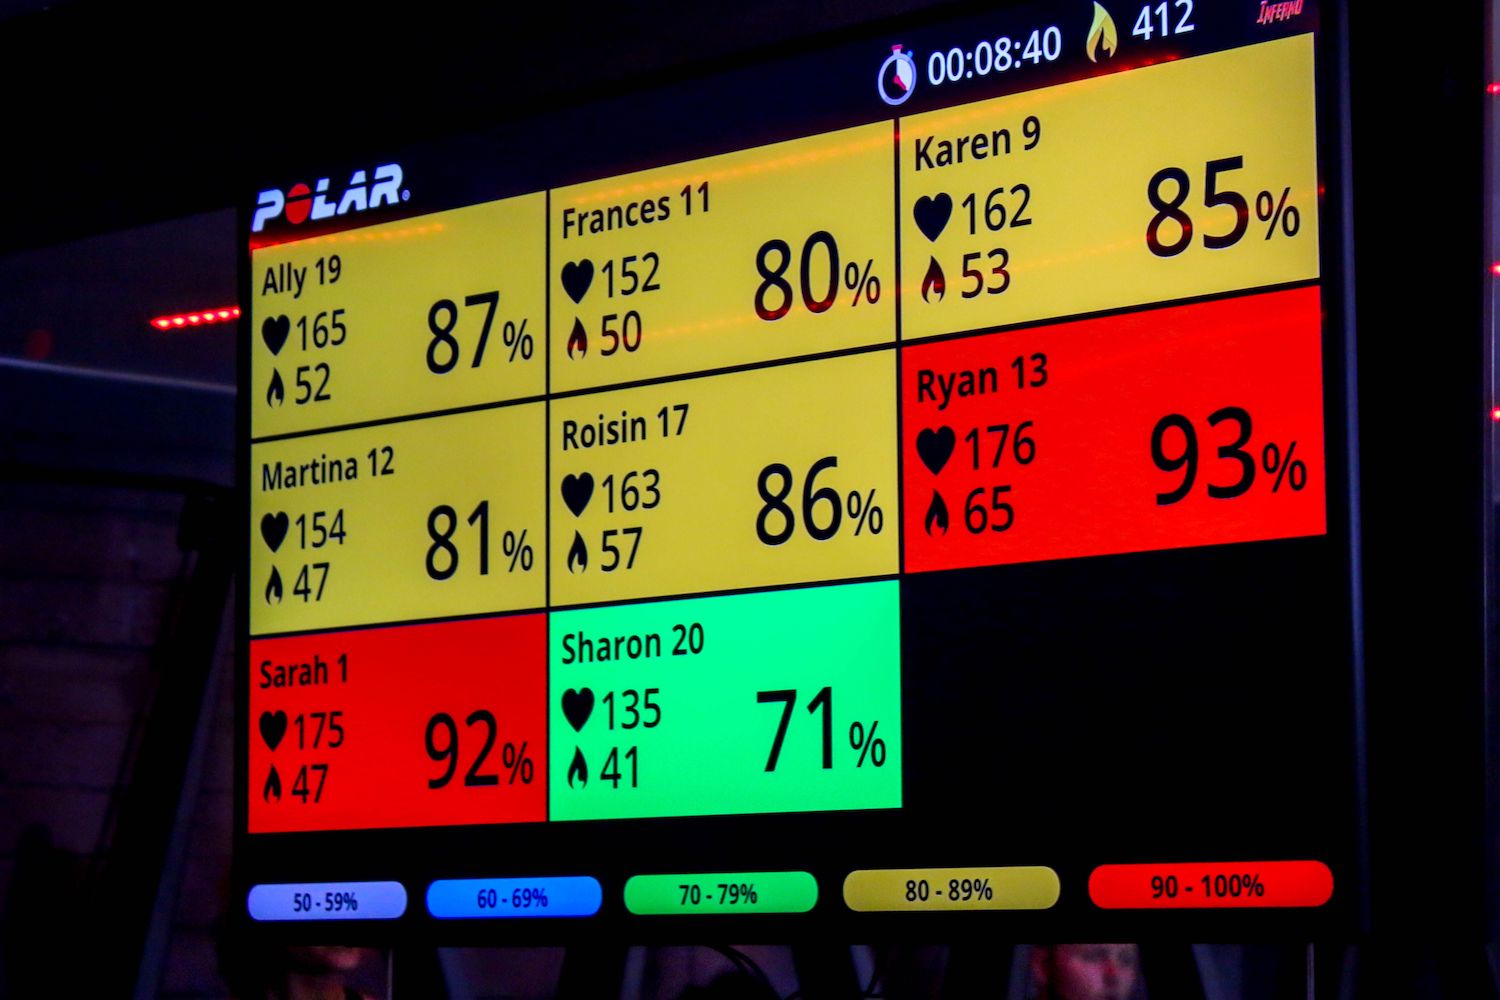 00:08:40 412 INFERNO
POLAR
Ally 19
165
52
87%
Frances 11
152
50
80%
Karen 9
162
53
85%
Martina 12
154
47
81%
Roisin 17
163
57
86%
Ryan 13
176
65
93%
Sarah 1
175
47
92%
Sharon 20
135
41
71%
50 - 59%
60 - 69%
70 - 79%
80 - 89%
90 - 100%